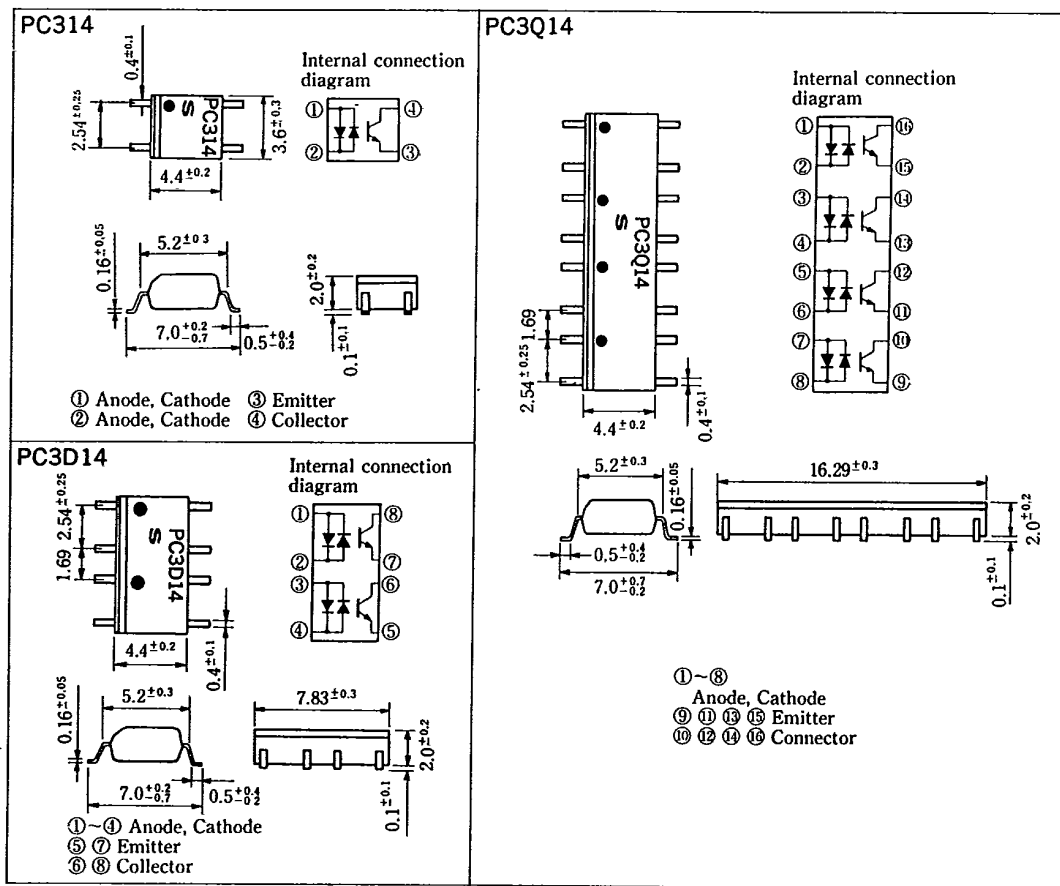 PC314
0.4±0.1
2.54±0.25
PC314
S
3.6±0.3
4.4±0.2
Internal connection
diagram
① ④
② ③
0.16±0.05
5.2±0.3
7.0+0.2−0.7
0.5+0.4−0.2
2.0±0.2
0.1±0.1
① Anode, Cathode ③ Emitter
② Anode, Cathode ④ Collector
PC3D14
2.54±0.25
1.69
PC3D14
S
4.4±0.2
0.4±0.1
Internal connection
diagram
① ⑧
② ⑦
③ ⑥
④ ⑤
0.16±0.05
5.2±0.3
7.0+0.2−0.7
0.5+0.4−0.2
7.83±0.3
2.0±0.2
0.1±0.1
①~④ Anode, Cathode
⑤ ⑦ Emitter
⑥ ⑧ Collector
PC3Q14
PC3Q14
S
1.69
2.54±0.25
4.4±0.2
0.4±0.1
Internal connection
diagram
① ⑯
② ⑮
③ ⑭
④ ⑬
⑤ ⑫
⑥ ⑪
⑦ ⑩
⑧ ⑨
5.2±0.3
0.16±0.05
0.5+0.4−0.2
7.0+0.7−0.2
16.29±0.3
2.0±0.2
0.1±0.1
①~⑧
Anode, Cathode
⑨ ⑪ ⑬ ⑮ Emitter
⑩ ⑫ ⑭ ⑯ Connector